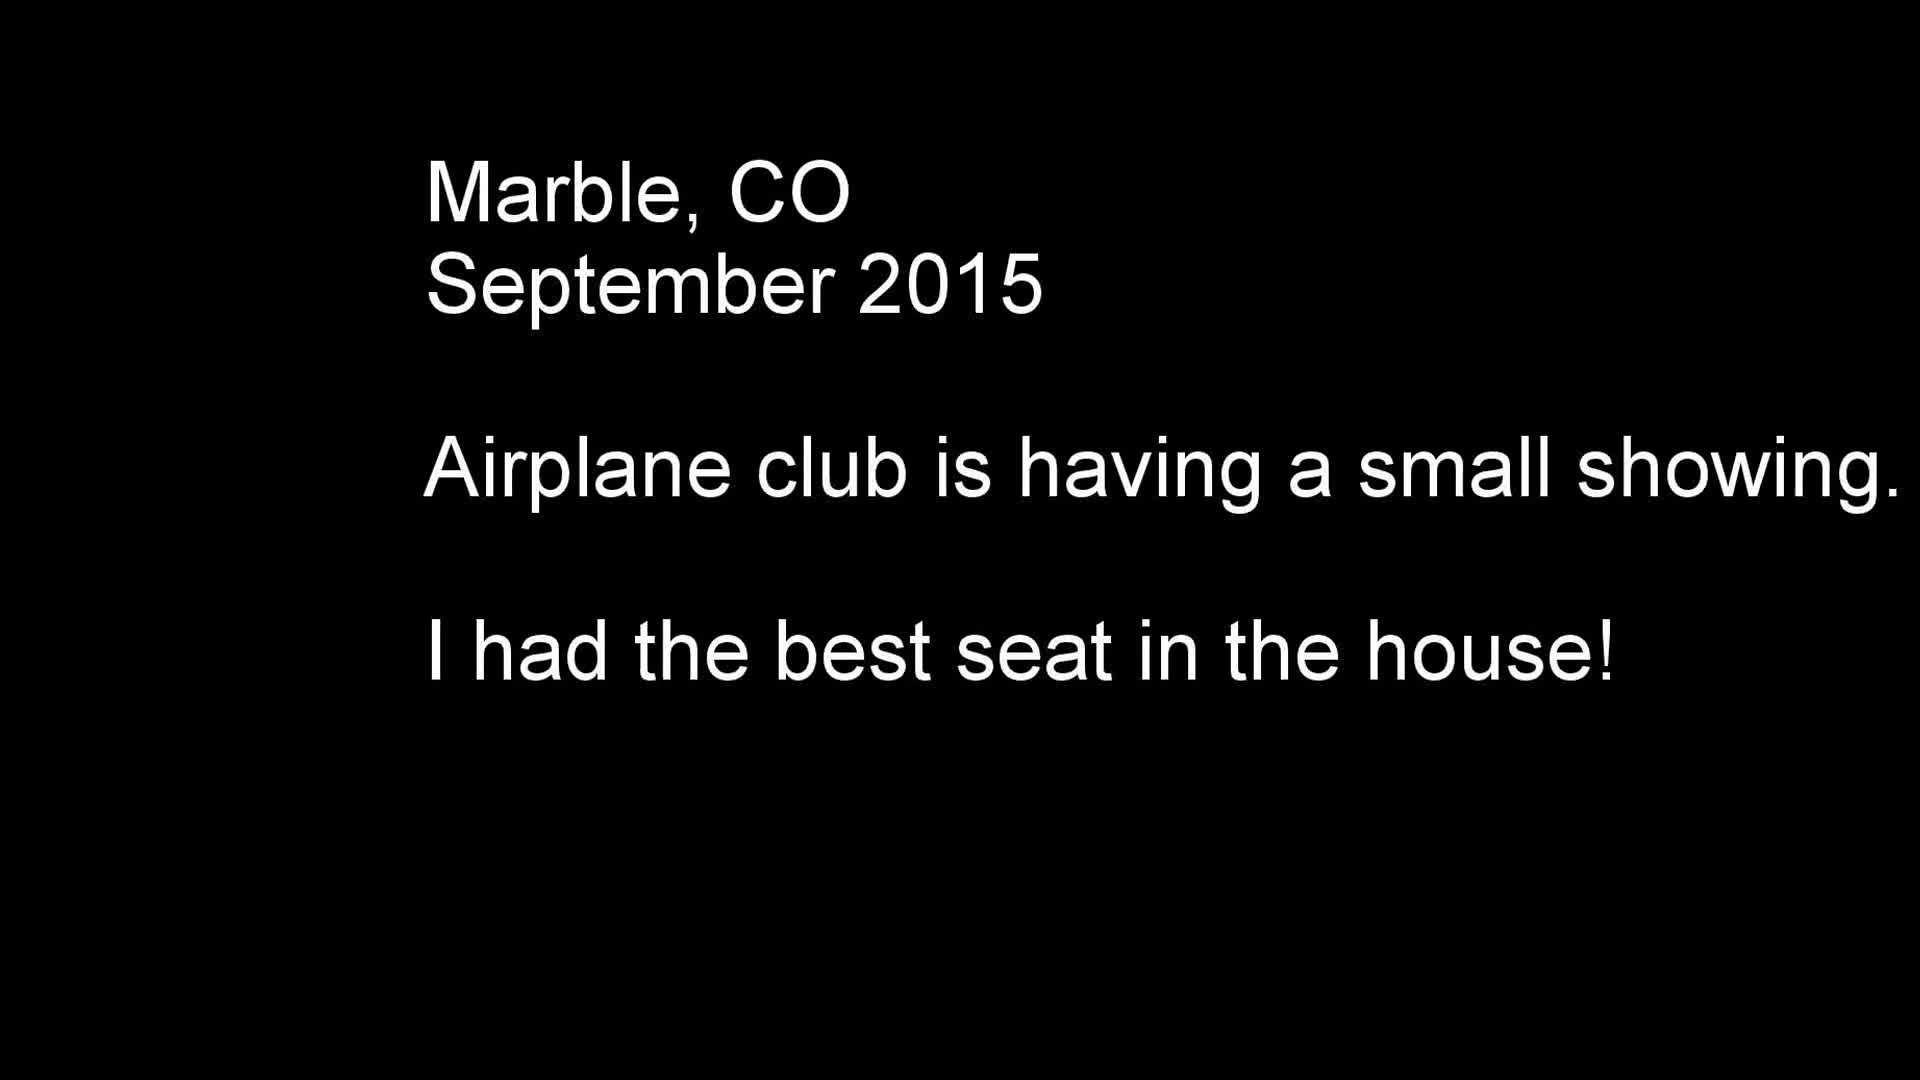 Marble, CO
September 2015
Airplane club is having a small showing.
I had the best seat in the house!